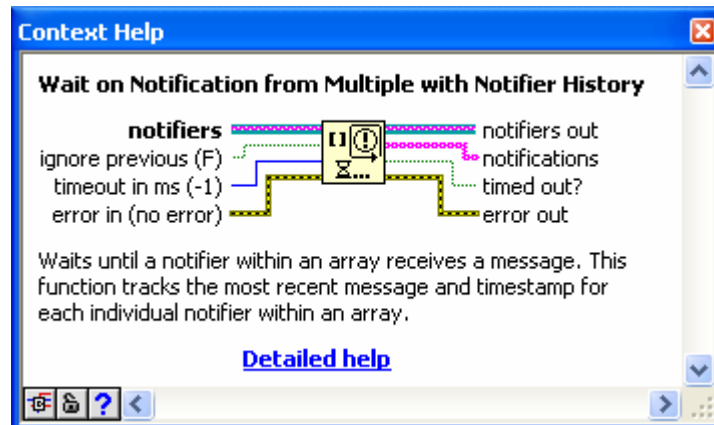 Context Help
Wait on Notification from Multiple with Notifier History
notifiers notifiers out
ignore previous (F) notifications
timeout in ms (-1) timed out?
error in (no error) error out
Waits until a notifier within an array receives a message. This
function tracks the most recent message and timestamp for
each individual notifier within an array.
Detailed help
?